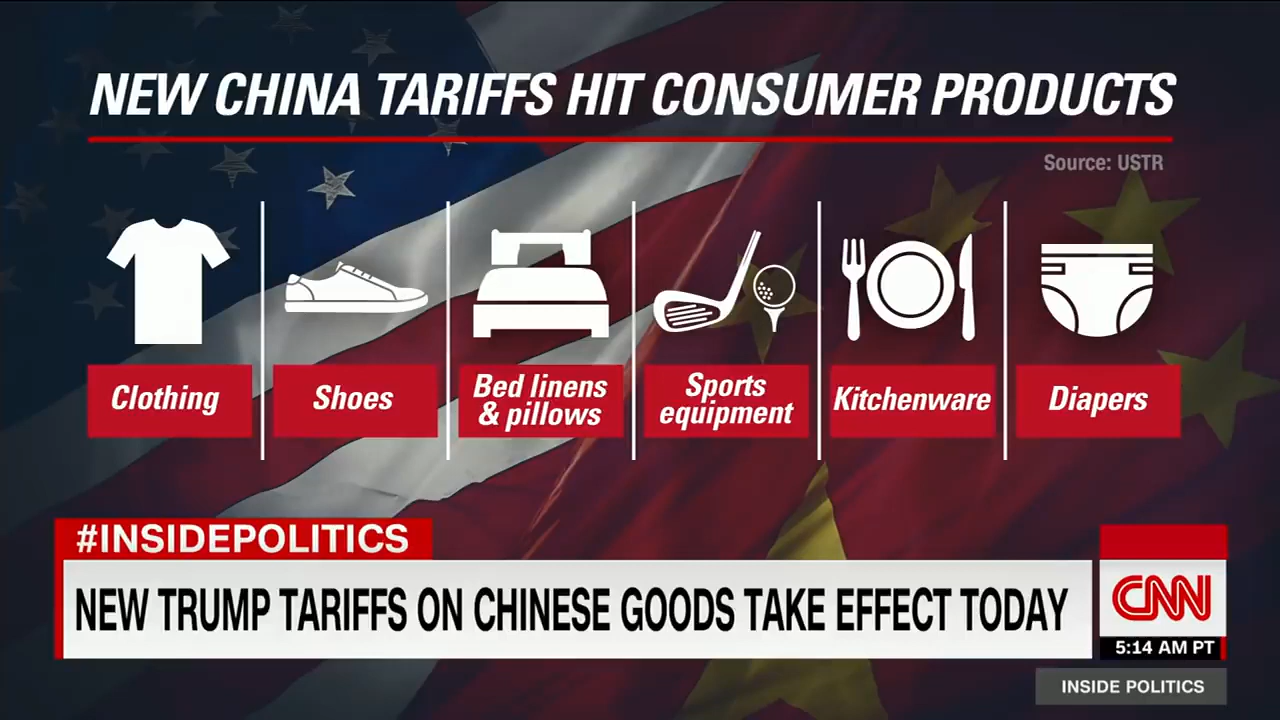 NEW CHINA TARIFFS HIT CONSUMER PRODUCTS
Source: USTR
Clothing
Shoes
Bed linens
& pillows
Sports
equipment
Kitchenware
Diapers
#INSIDEPOLITICS
NEW TRUMP TARIFFS ON CHINESE GOODS TAKE EFFECT TODAY
CNN
5:14 AM PT
INSIDE POLITICS